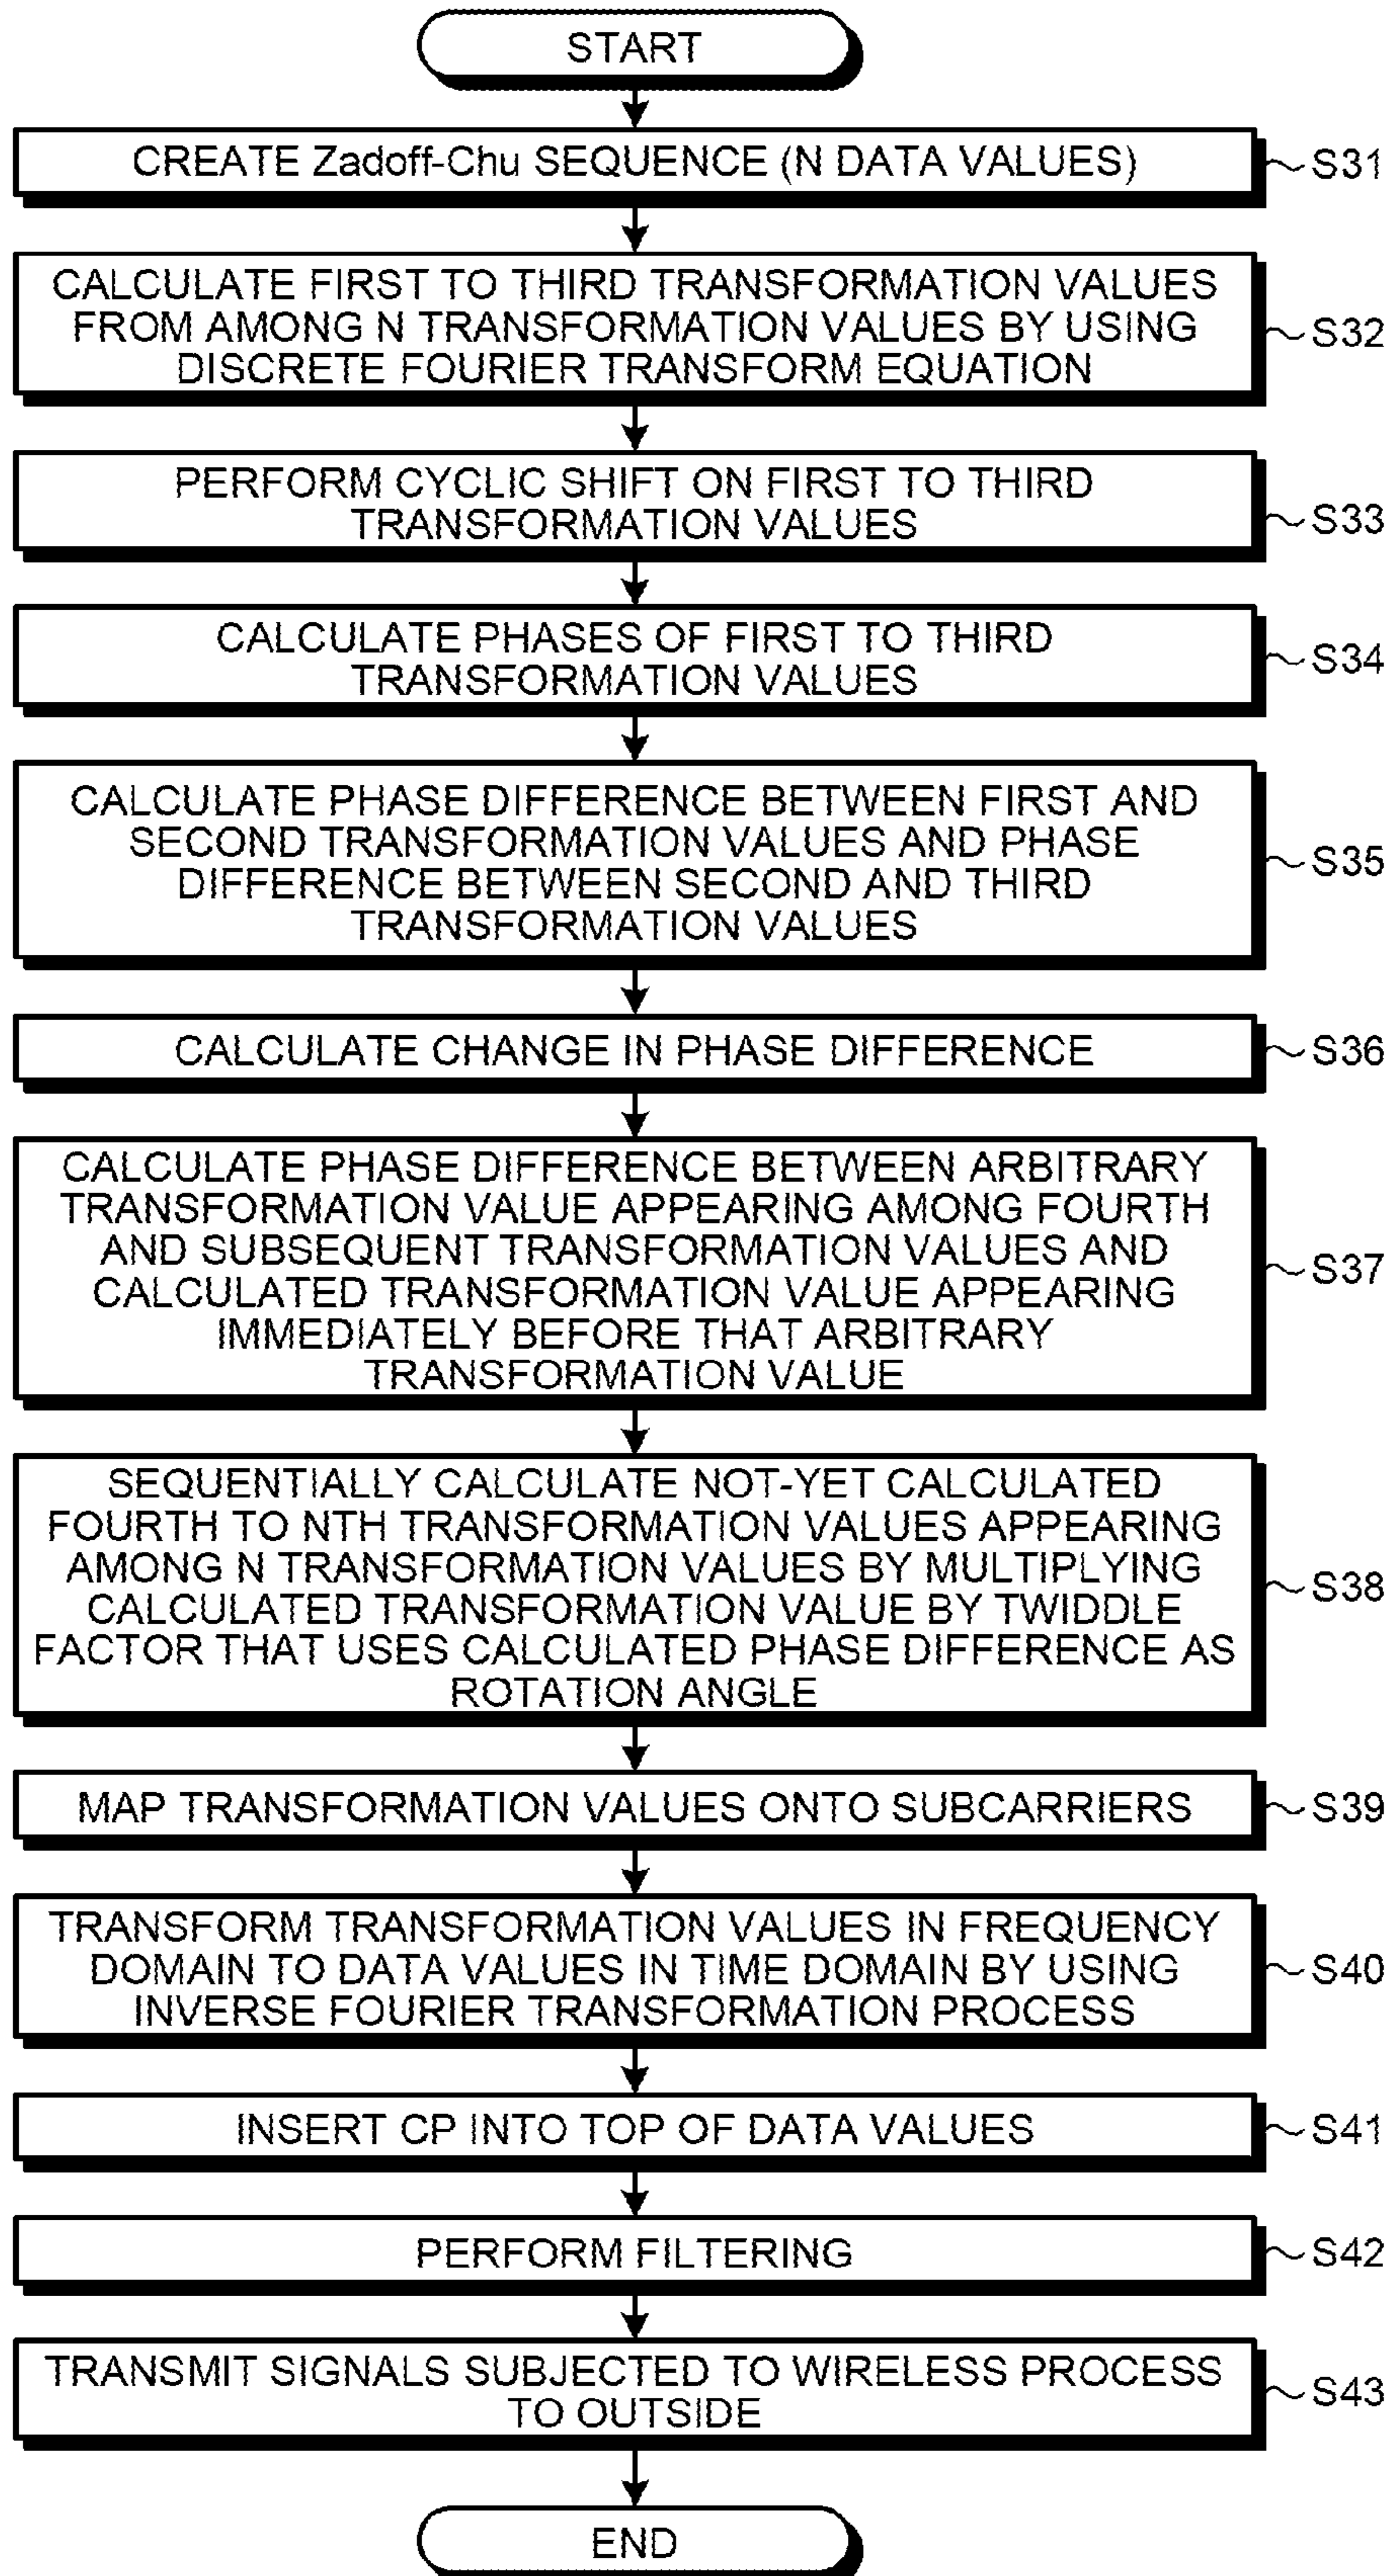 START
CREATE Zadoff-Chu SEQUENCE (N DATA VALUES)
S31
CALCULATE FIRST TO THIRD TRANSFORMATION VALUES
FROM AMONG N TRANSFORMATION VALUES BY USING
DISCRETE FOURIER TRANSFORM EQUATION
S32
PERFORM CYCLIC SHIFT ON FIRST TO THIRD
TRANSFORMATION VALUES
S33
CALCULATE PHASES OF FIRST TO THIRD
TRANSFORMATION VALUES
S34
CALCULATE PHASE DIFFERENCE BETWEEN FIRST AND
SECOND TRANSFORMATION VALUES AND PHASE
DIFFERENCE BETWEEN SECOND AND THIRD
TRANSFORMATION VALUES
S35
CALCULATE CHANGE IN PHASE DIFFERENCE
S36
CALCULATE PHASE DIFFERENCE BETWEEN ARBITRARY
TRANSFORMATION VALUE APPEARING AMONG FOURTH
AND SUBSEQUENT TRANSFORMATION VALUES AND
CALCULATED TRANSFORMATION VALUE APPEARING
IMMEDIATELY BEFORE THAT ARBITRARY
TRANSFORMATION VALUE
S37
SEQUENTIALLY CALCULATE NOT-YET CALCULATED
FOURTH TO NTH TRANSFORMATION VALUES APPEARING
AMONG N TRANSFORMATION VALUES BY MULTIPLYING
CALCULATED TRANSFORMATION VALUE BY TWIDDLE
FACTOR THAT USES CALCULATED PHASE DIFFERENCE AS
ROTATION ANGLE
S38
MAP TRANSFORMATION VALUES ONTO SUBCARRIERS
S39
TRANSFORM TRANSFORMATION VALUES IN FREQUENCY
DOMAIN TO DATA VALUES IN TIME DOMAIN BY USING
INVERSE FOURIER TRANSFORMATION PROCESS
S40
INSERT CP INTO TOP OF DATA VALUES
S41
PERFORM FILTERING
S42
TRANSMIT SIGNALS SUBJECTED TO WIRELESS PROCESS
TO OUTSIDE
S43
END